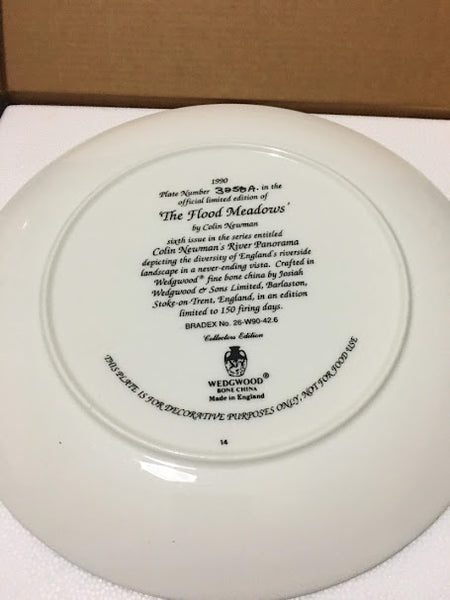 1990
Plate Number 3958A. in the
official limited edition of
'The Flood Meadows'
by Colin Newman
sixth issue in the series entitled
Colin Newman's River Panorama
depicting the diversity of England's riverside
landscape in a never-ending vista. Crafted in
Wedgwood® fine bone china by Josiah
Wedgwood & Sons Limited, Barlaston,
Stoke-on-Trent, England, in an edition
limited to 150 firing days.
BRADEX No. 26-W90-42.6
Collectors Edition
WEDGWOOD®
BONE CHINA
Made in England
THIS PLATE IS FOR DECORATIVE PURPOSES ONLY, NOT FOR FOOD USE
14